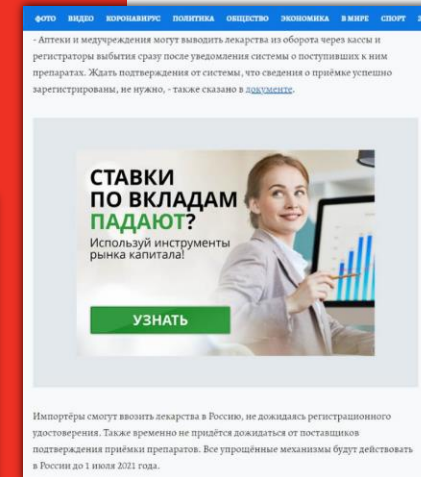 ФОТО ВИДЕО КОРОНАВИРУС ПОЛИТИКА ОБЩЕСТВО ЭКОНОМИКА В МИРЕ СПОРТ
- Аптеки и медучреждения могут выводить лекарства из оборота через кассы и
регистраторы выбытия сразу после уведомления системы о поступивших к ним
препаратах. Ждать подтверждения от системы, что сведения о приёмке успешно
зарегистрированы, не нужно, - также сказано в документе.
СТАВКИ
ПО ВКЛАДАМ
ПАДАЮТ?
Используй инструменты
рынка капитала!
УЗНАТЬ
Импортёры смогут ввозить лекарства в Россию, не дожидаясь регистрационного
удостоверения. Также временно не придётся дожидаться от поставщиков
подтверждения приёмки препаратов. Все упрощённые механизмы будут действовать
в России до 1 июля 2021 года.